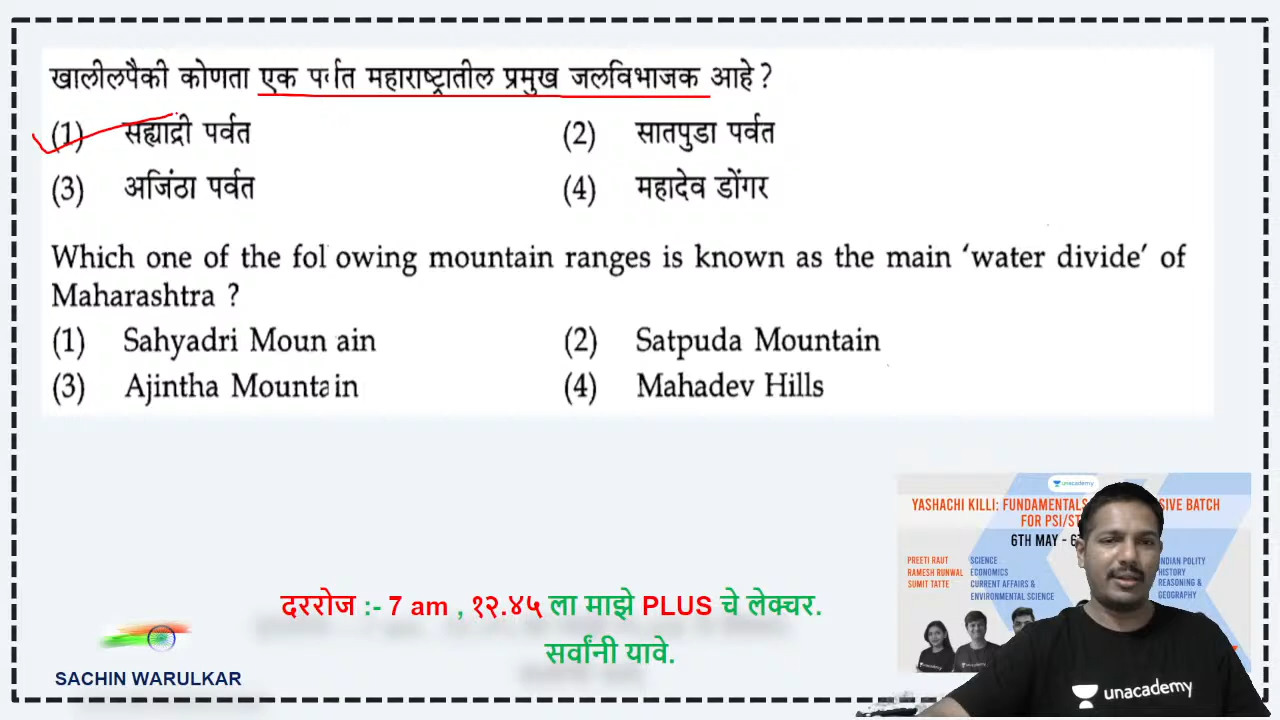 खालीलपैकी कोणता एक पर्वत महाराष्ट्रातील प्रमुख जलविभाजक आहे ?
(1) सह्याद्री पर्वत (2) सातपुडा पर्वत
(3) अजिंठा पर्वत (4) महादेव डोंगर
Which one of the fol owing mountain ranges is known as the main ‘water divide’ of
Maharashtra ?
(1) Sahyadri Moun ain (2) Satpuda Mountain
(3) Ajintha Mountain (4) Mahadev Hills
unacademy
YASHACHI KILLI: FUNDAMENTALS SIVE BATCH
FOR PSI/ST
6TH MAY - 6
PREETI RAUT SCIENCE INDIAN POLITY
RAMESH RUNWAL ECONOMICS HISTORY
SUMIT TATTE CURRENT AFFAIRS & REASONING &
ENVIRONMENTAL SCIENCE GEOGRAPHY
दररोज :- 7 am , १२.४५ ला माझे PLUS चे लेक्चर.
सर्वांनी यावे.
SACHIN WARULKAR
unacademy